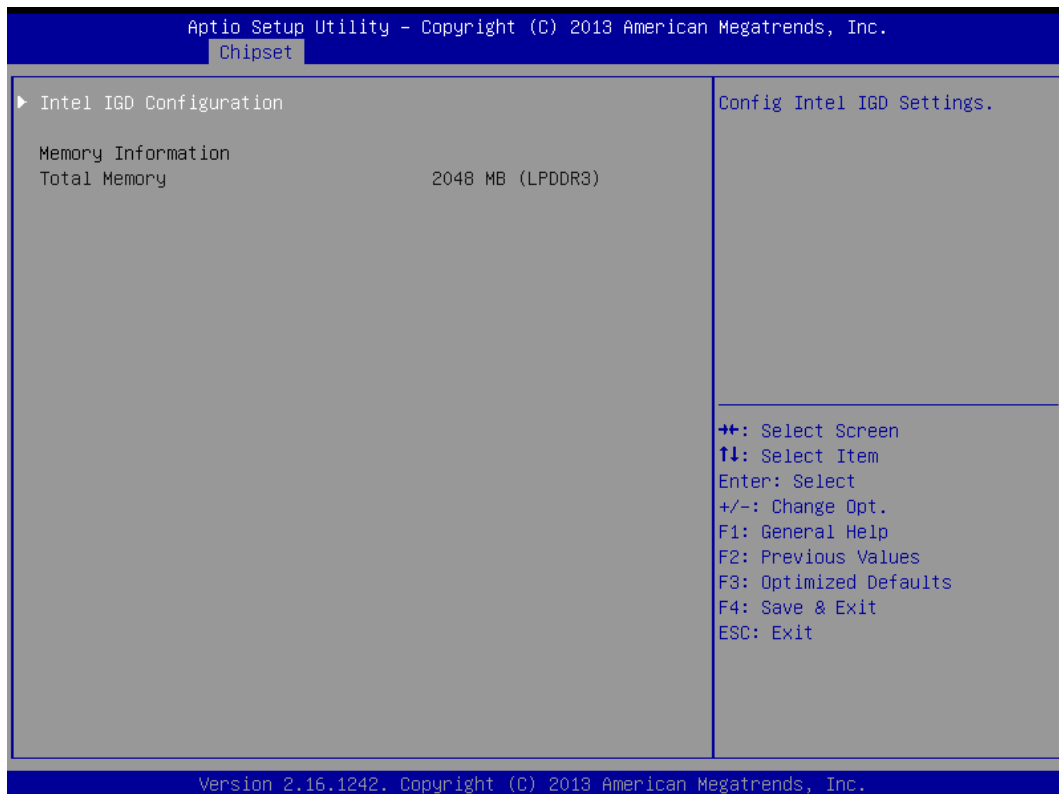 Aptio Setup Utility – Copyright (C) 2013 American Megatrends, Inc.
Chipset
Intel IGD Configuration
Memory Information
Total Memory 2048 MB (LPDDR3)
Config Intel IGD Settings.
→←: Select Screen
↑↓: Select Item
Enter: Select
+/-: Change Opt.
F1: General Help
F2: Previous Values
F3: Optimized Defaults
F4: Save & Exit
ESC: Exit
Version 2.16.1242. Copyright (C) 2013 American Megatrends, Inc.